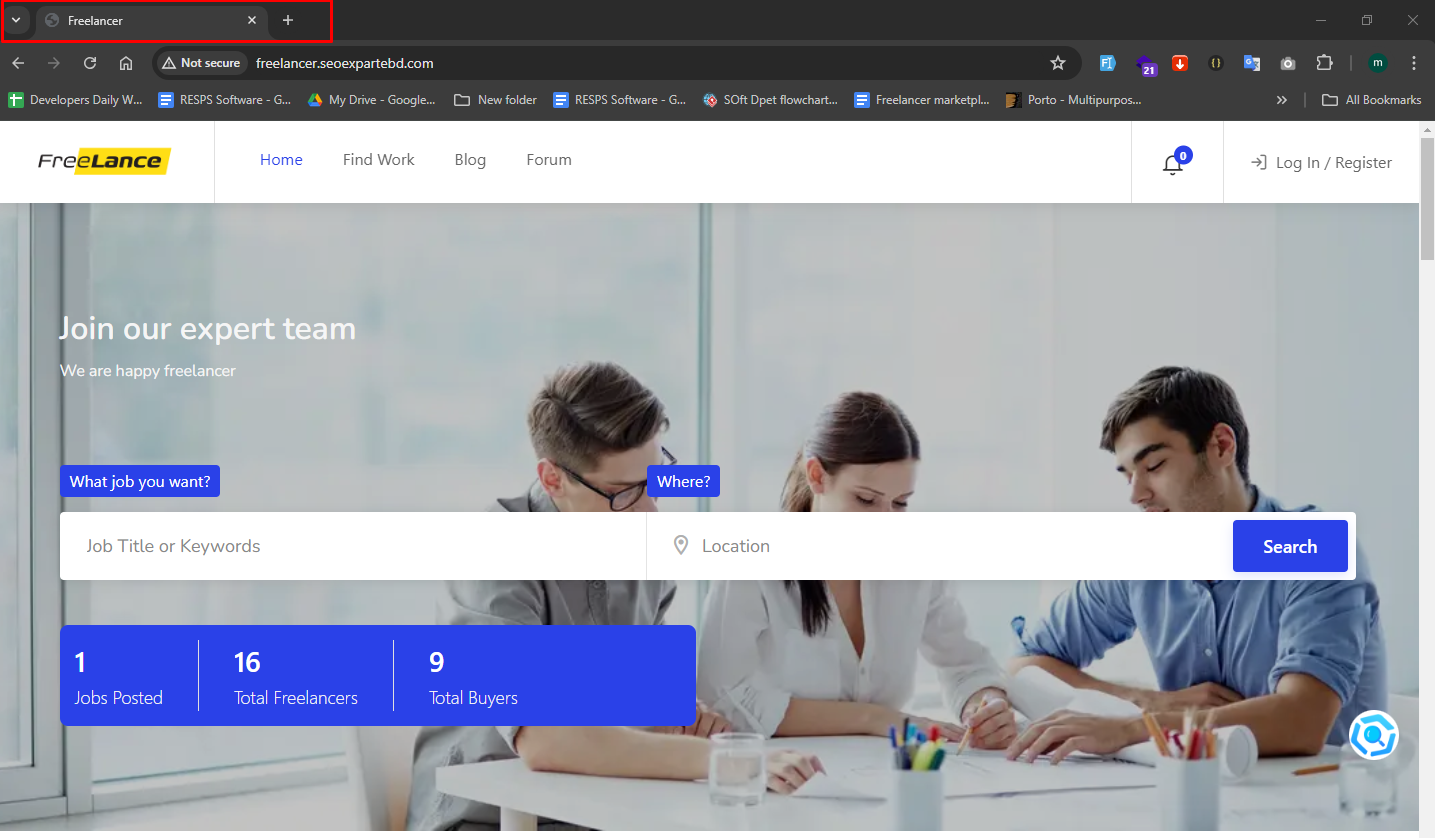 Freelancer
Not secure
freelancer.seoexpartebd.com
21
m
Developers Daily W...
RESPS Software - G...
My Drive - Google...
New folder
RESPS Software - G...
SOft Dpet flowchart...
Freelancer marketpl...
Porto - Multipurpos...
All Bookmarks
FreeLance
Home
Find Work
Blog
Forum
0
Log In / Register
Join our expert team
We are happy freelancer
What job you want?
Where?
Job Title or Keywords
Location
Search
1
Jobs Posted
16
Total Freelancers
9
Total Buyers